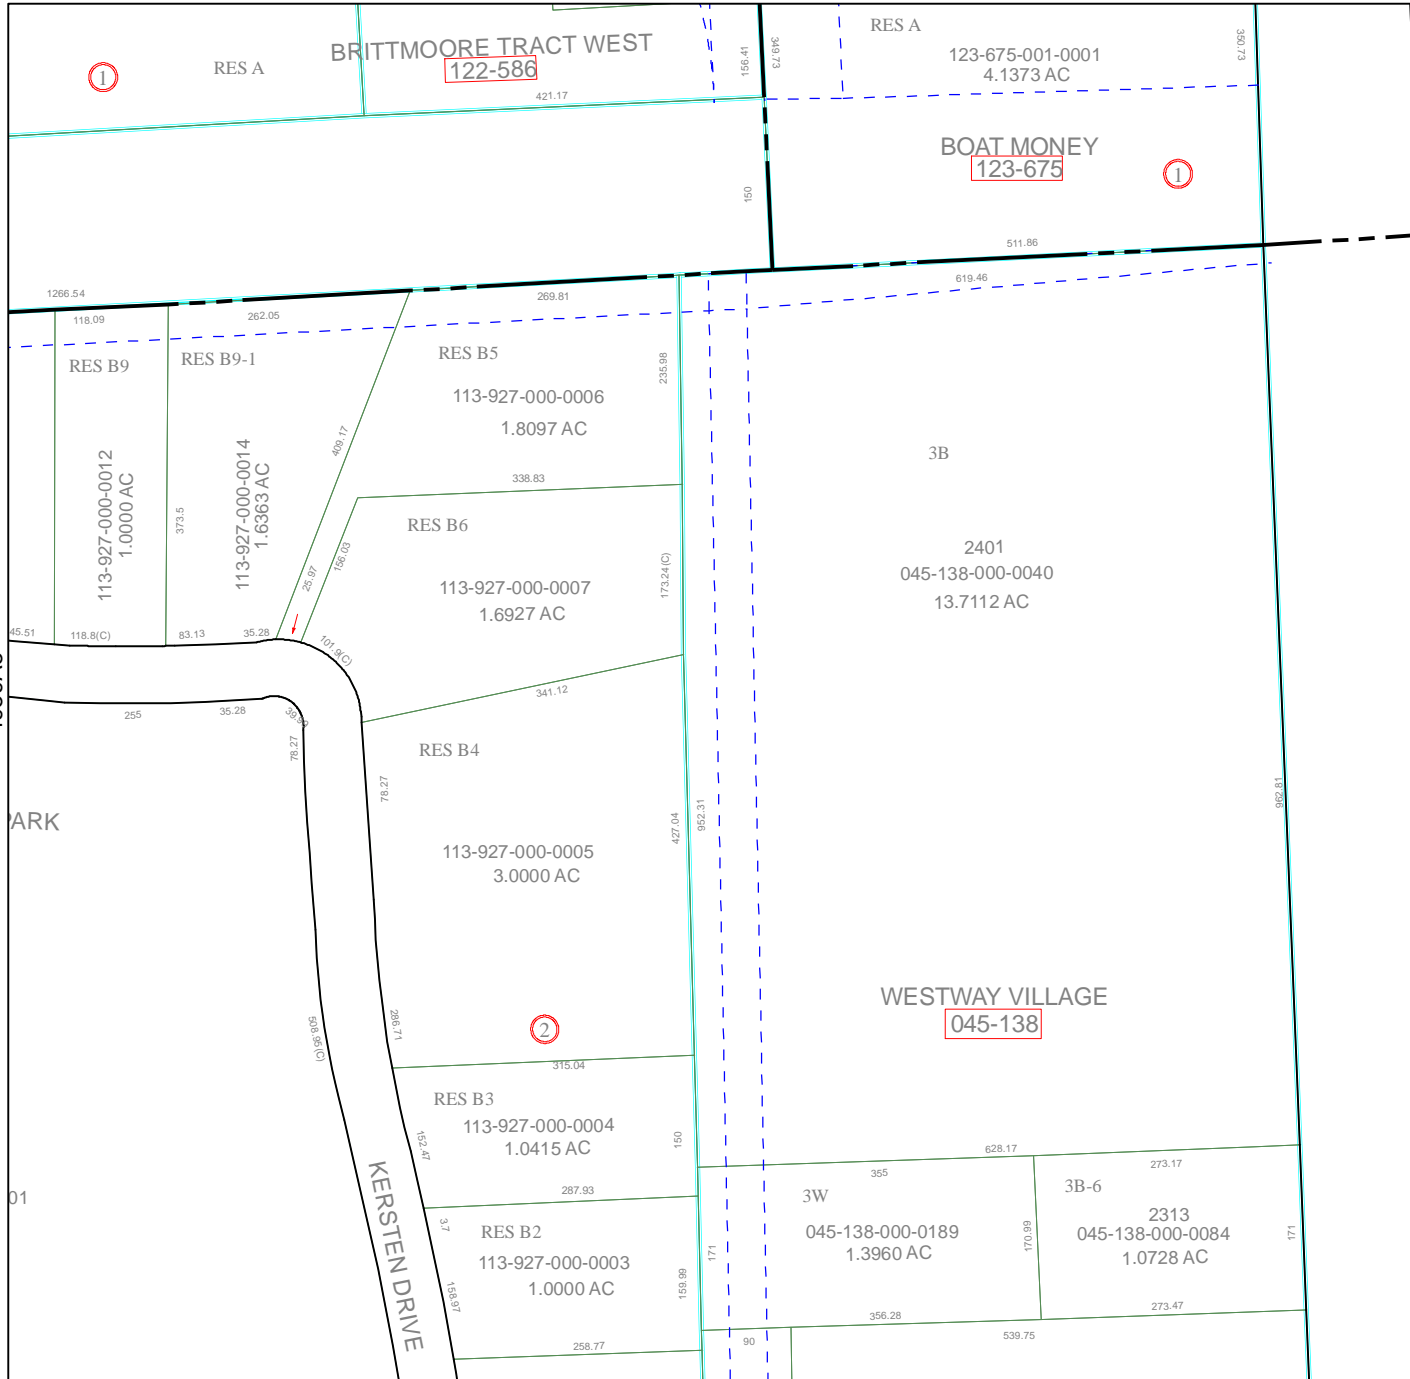 BRITTMOORE TRACT WEST
122-586
1
RES A
421.17
156.41
349.73
RES A
123-675-001-0001
4.1373 AC
350.73
BOAT MONEY
123-675
1
150
511.86
619.46
1266.54
118.09
262.05
269.81
RES B9
RES B9-1
RES B5
113-927-000-0006
1.8097 AC
235.98
409.17
338.83
113-927-000-0012
1.0000 AC
373.5
113-927-000-0014
1.6363 AC
25.97
156.03
RES B6
113-927-000-0007
1.6927 AC
173.24(C)
3B
2401
045-138-000-0040
13.7112 AC
45.51
118.8(C)
83.13
35.28
101.9(C)
341.12
255
35.28
78.27
RES B4
78.27
113-927-000-0005
3.0000 AC
427.04
952.31
962.81
PARK
WESTWAY VILLAGE
045-138
2
286.71
508.95(C)
315.04
RES B3
113-927-000-0004
1.0415 AC
152.47
150
287.93
3.7
KERSTEN DRIVE
01
RES B2
113-927-000-0003
1.0000 AC
158.97
159.99
258.77
628.17
355
273.17
3W
045-138-000-0189
1.3960 AC
171
170.99
3B-6
2313
045-138-000-0084
1.0728 AC
171
356.28
273.47
90
539.75